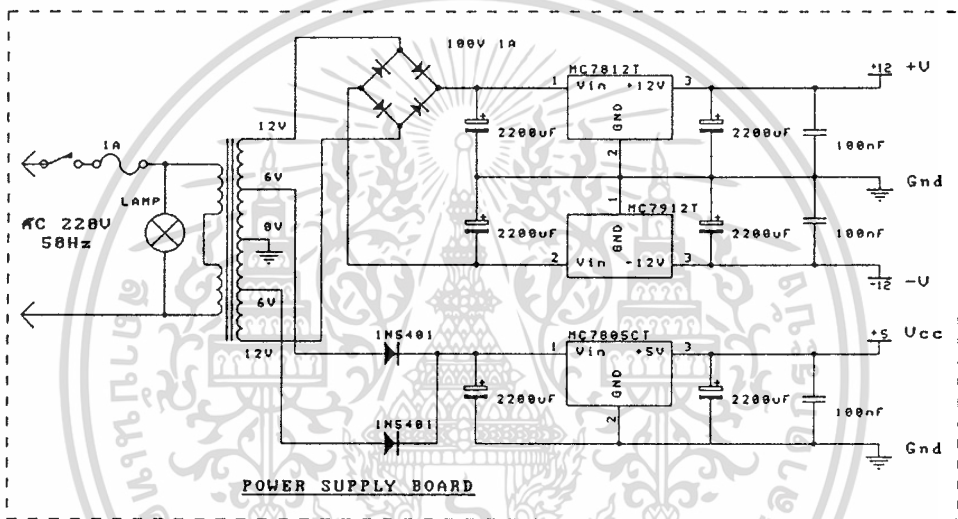 100V 1A
MC7812T
+12 +V
1 Vin +12V 3
GND
12V
2200uF
2200uF
100nF
1A
2
6V
Gnd
LAMP
1
MC7912T
AC 220V
50Hz
0V
2200uF
GND
2200uF
100nF
2 Vin -12V 3
-12 -V
6V
1N5401
MC7805CT
+5 Vcc
12V
1 Vin +5V 3
GND
2200uF
2200uF
100nF
1N5401
2
Gnd
POWER SUPPLY BOARD